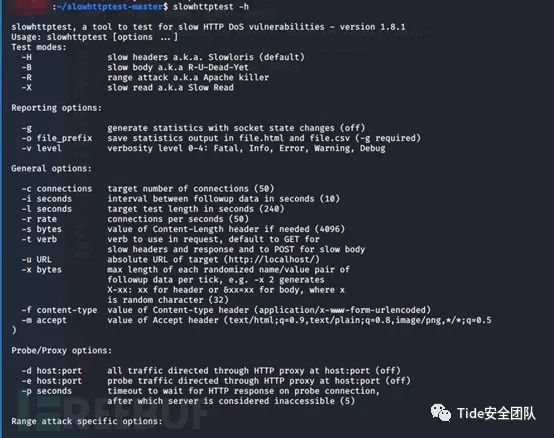 :~/slowhttptest-master$ slowhttptest -h
slowhttptest, a tool to test for slow HTTP DoS vulnerabilities - version 1.8.1
Usage: slowhttptest [options ...]
Test modes:
-H slow headers a.k.a. Slowloris (default)
-B slow body a.k.a R-U-Dead-Yet
-R range attack a.k.a Apache killer
-X slow read a.k.a Slow Read
Reporting options:
-g generate statistics with socket state changes (off)
-o file_prefix save statistics output in file.html and file.csv (-g required)
-v level verbosity level 0-4: Fatal, Info, Error, Warning, Debug
General options:
-c connections target number of connections (50)
-i seconds interval between followup data in seconds (10)
-l seconds target test length in seconds (240)
-r rate connections per seconds (50)
-s bytes value of Content-Length header if needed (4096)
-t verb verb to use in request, default to GET for
slow headers and response and to POST for slow body
-u URL absolute URL of target (http://localhost/)
-x bytes max length of each randomized name/value pair of
followup data per tick, e.g. -x 2 generates
X-xx: xx for header or &xx=xx for body, where x
is random character (32)
-f content-type value of Content-type header (application/x-www-form-urlencoded)
-m accept value of Accept header (text/html;q=0.9,text/plain;q=0.8,image/png,*/*;q=0.5
)
Probe/Proxy options:
-d host:port all traffic directed through HTTP proxy at host:port (off)
-e host:port probe traffic directed through HTTP proxy at host:port (off)
-p seconds timeout to wait for HTTP response on probe connection,
after which server is considered inaccessible (5)
Range attack specific options:
FREEBUF
Tide安全团队